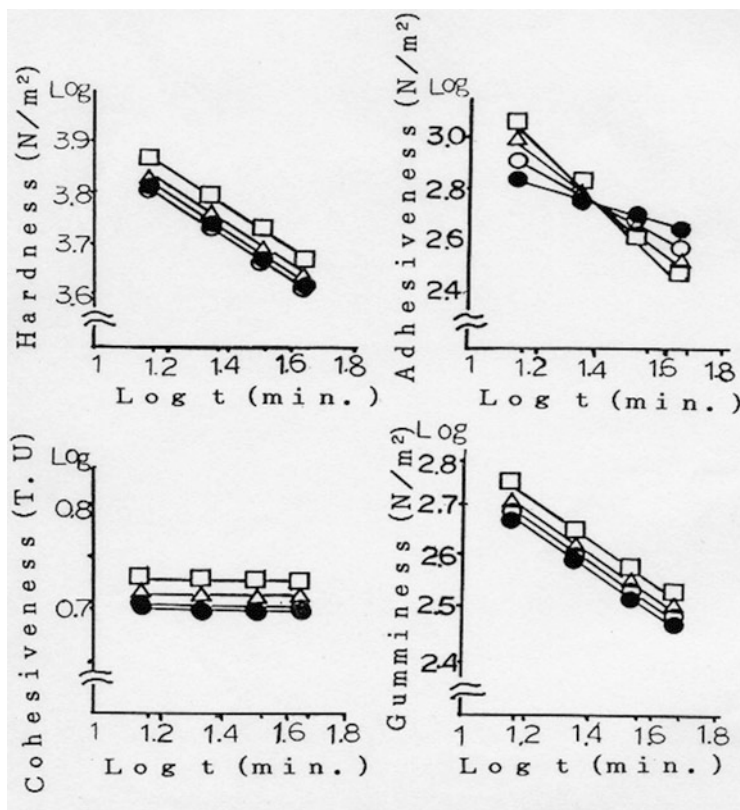 Hardness (N/m²)
Log
3.9
3.8
3.7
3.6
1 1.2 1.4 1.6 1.8
Log t (min.)
Adhesiveness (N/m²)
Log
3.0
2.8
2.6
2.4
1 1.2 1.4 1.6 1.8
Log t (min.)
Cohesiveness (T.U)
Log
0.8
0.7
1 1.2 1.4 1.6 1.8
Log t (min.)
Gumminess (N/m²)
Log
2.8
2.7
2.6
2.5
2.4
1 1.2 1.4 1.6 1.8
Log t (min.)